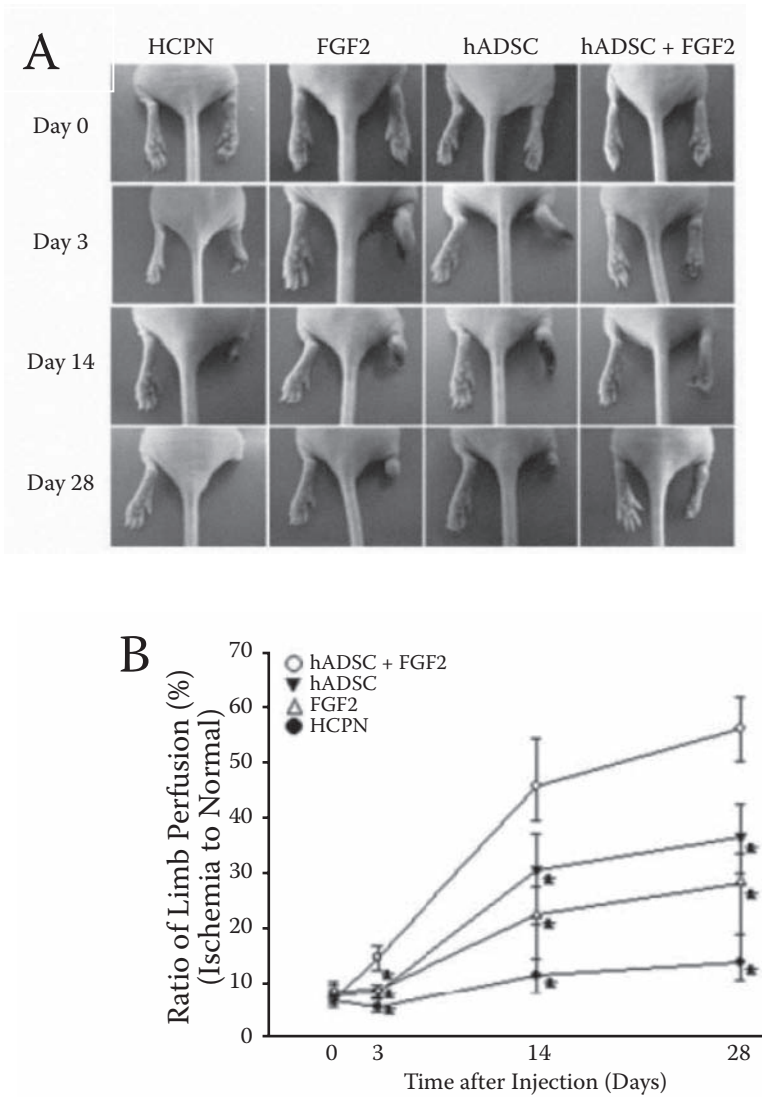 A
HCPN FGF2 hADSC hADSC + FGF2
Day 0
Day 3
Day 14
Day 28
B
70
60
50
40
30
20
10
0
hADSC + FGF2
hADSC
FGF2
HCPN
Ratio of Limb Perfusion (%)
(Ischemia to Normal)
* * *
* * *
* * *
0 3 14 28
Time after Injection (Days)